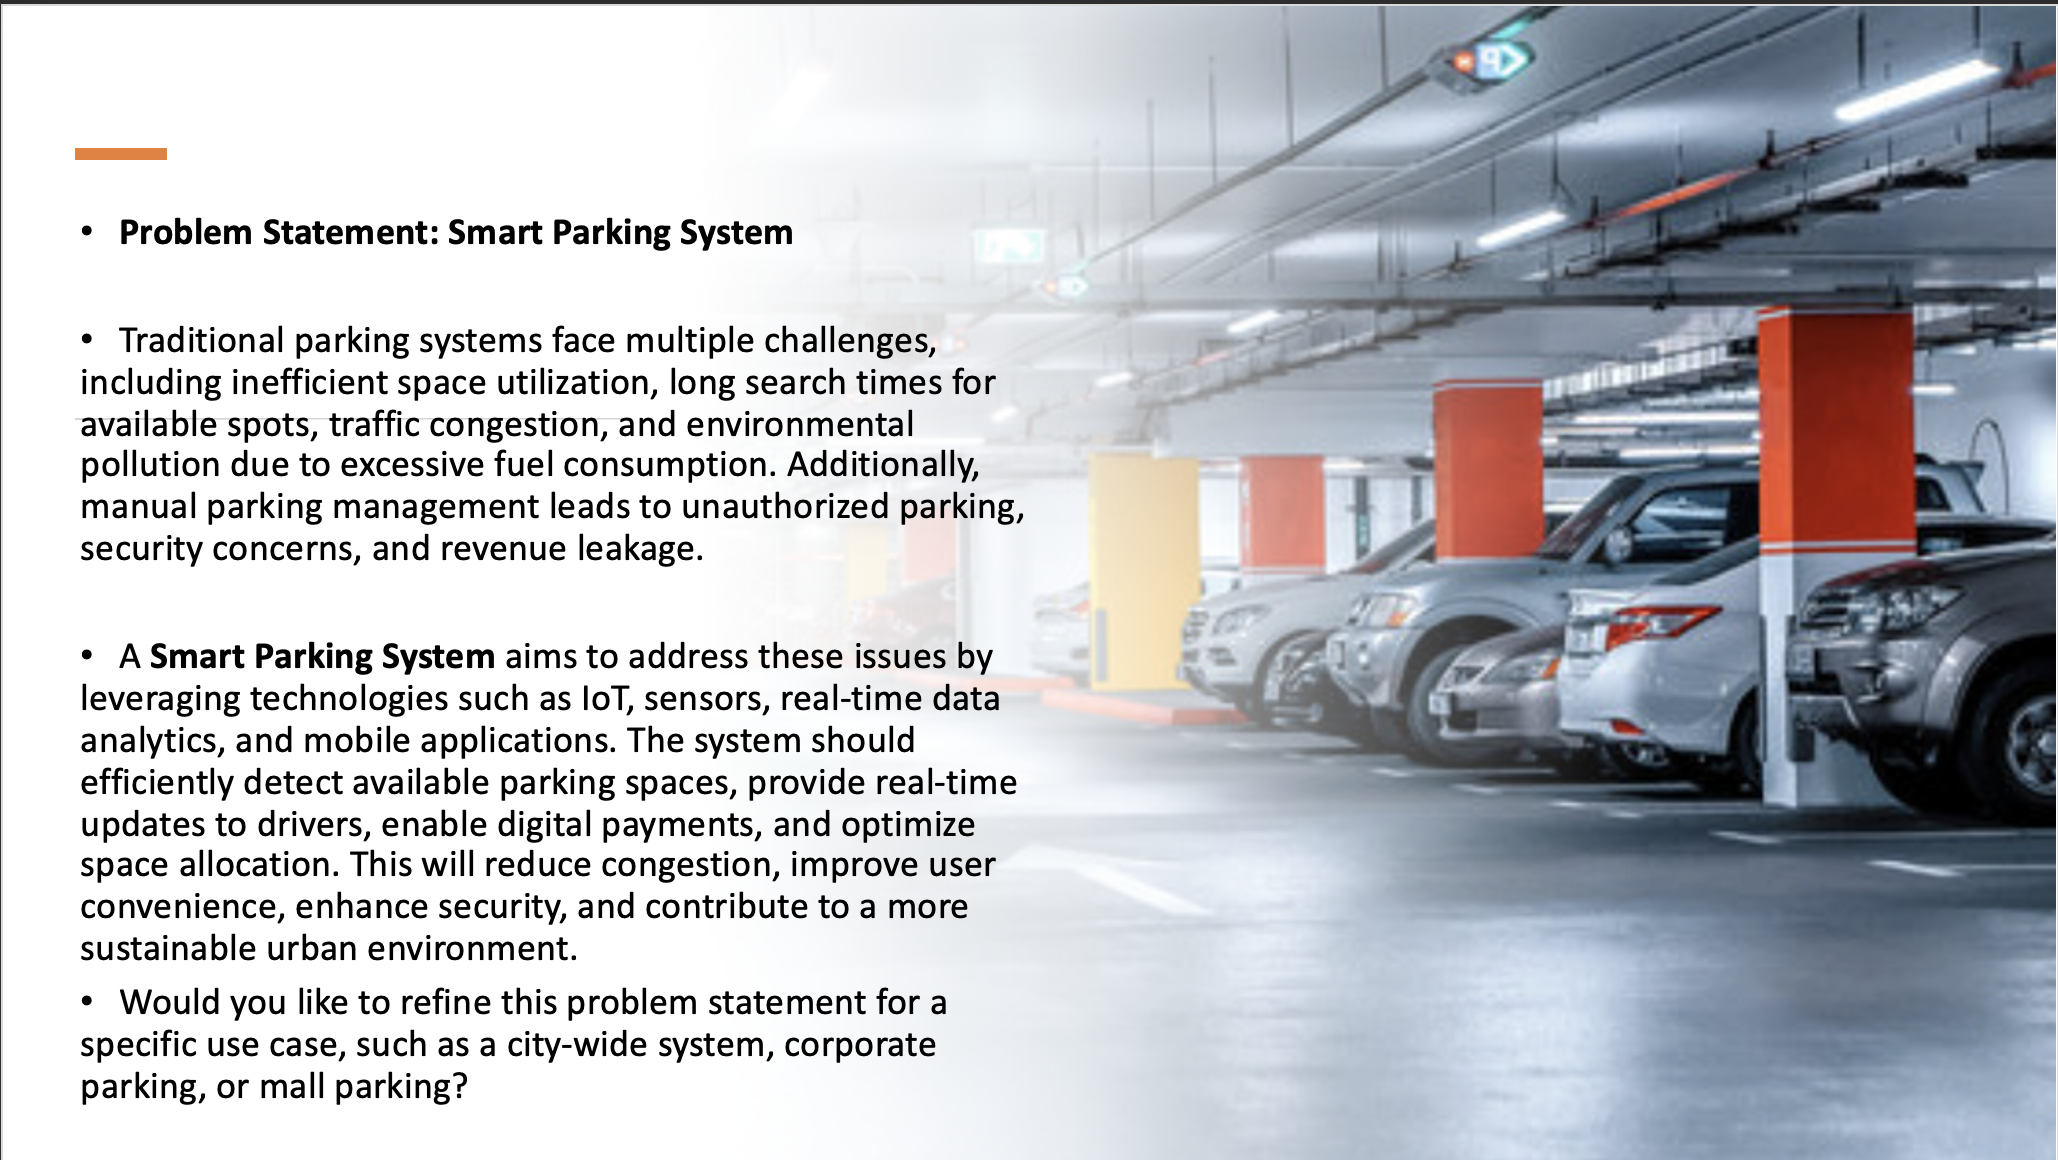 • Problem Statement: Smart Parking System
• Traditional parking systems face multiple challenges,
including inefficient space utilization, long search times for
available spots, traffic congestion, and environmental
pollution due to excessive fuel consumption. Additionally,
manual parking management leads to unauthorized parking,
security concerns, and revenue leakage.
• A Smart Parking System aims to address these issues by
leveraging technologies such as IoT, sensors, real-time data
analytics, and mobile applications. The system should
efficiently detect available parking spaces, provide real-time
updates to drivers, enable digital payments, and optimize
space allocation. This will reduce congestion, improve user
convenience, enhance security, and contribute to a more
sustainable urban environment.
• Would you like to refine this problem statement for a
specific use case, such as a city-wide system, corporate
parking, or mall parking?